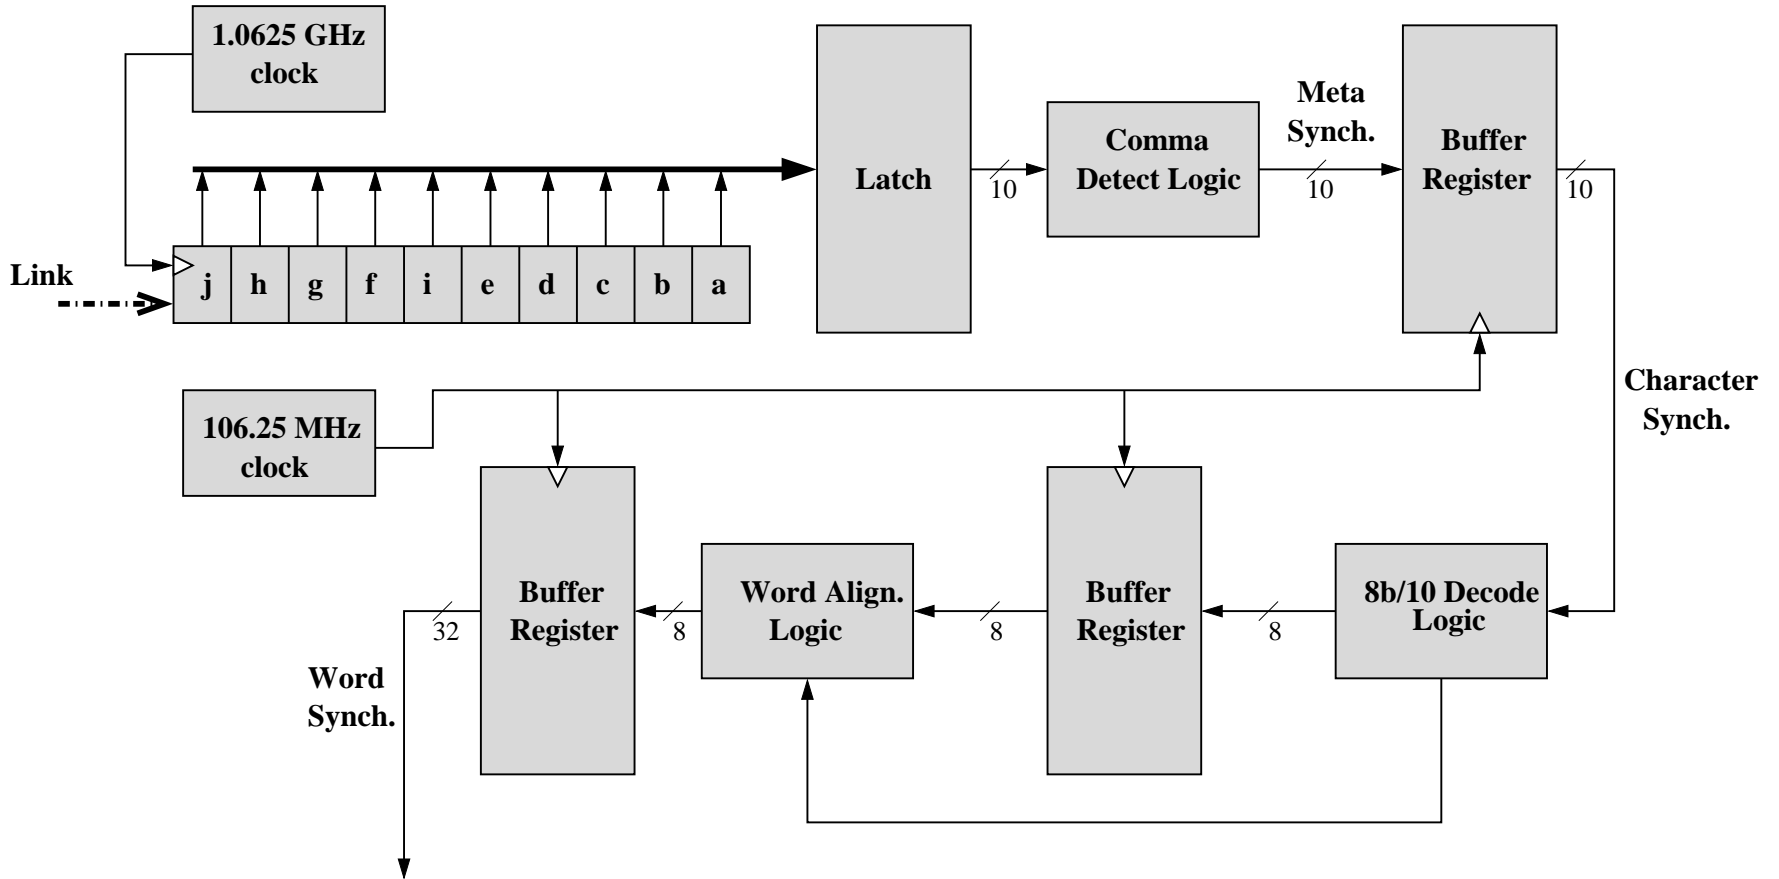 1.0625 GHz
clock
Link
j h g f i e d c b a
Latch
10
Comma
Detect Logic
Meta
Synch.
10
Buffer
Register
10
Character
Synch.
106.25 MHz
clock
8b/10 Decode
Logic
8
Buffer
Register
8
Word Align.
Logic
8
Buffer
Register
32
Word
Synch.